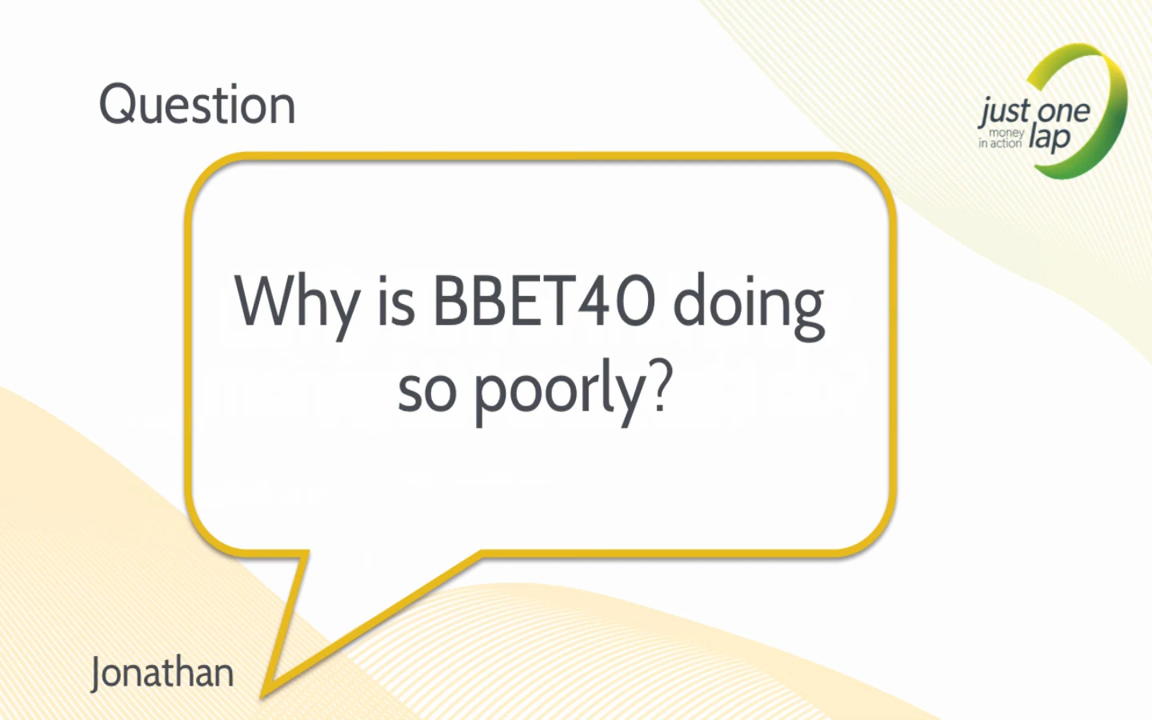 Question
just one
money
in action lap
Why is BBET40 doing
so poorly?
Jonathan